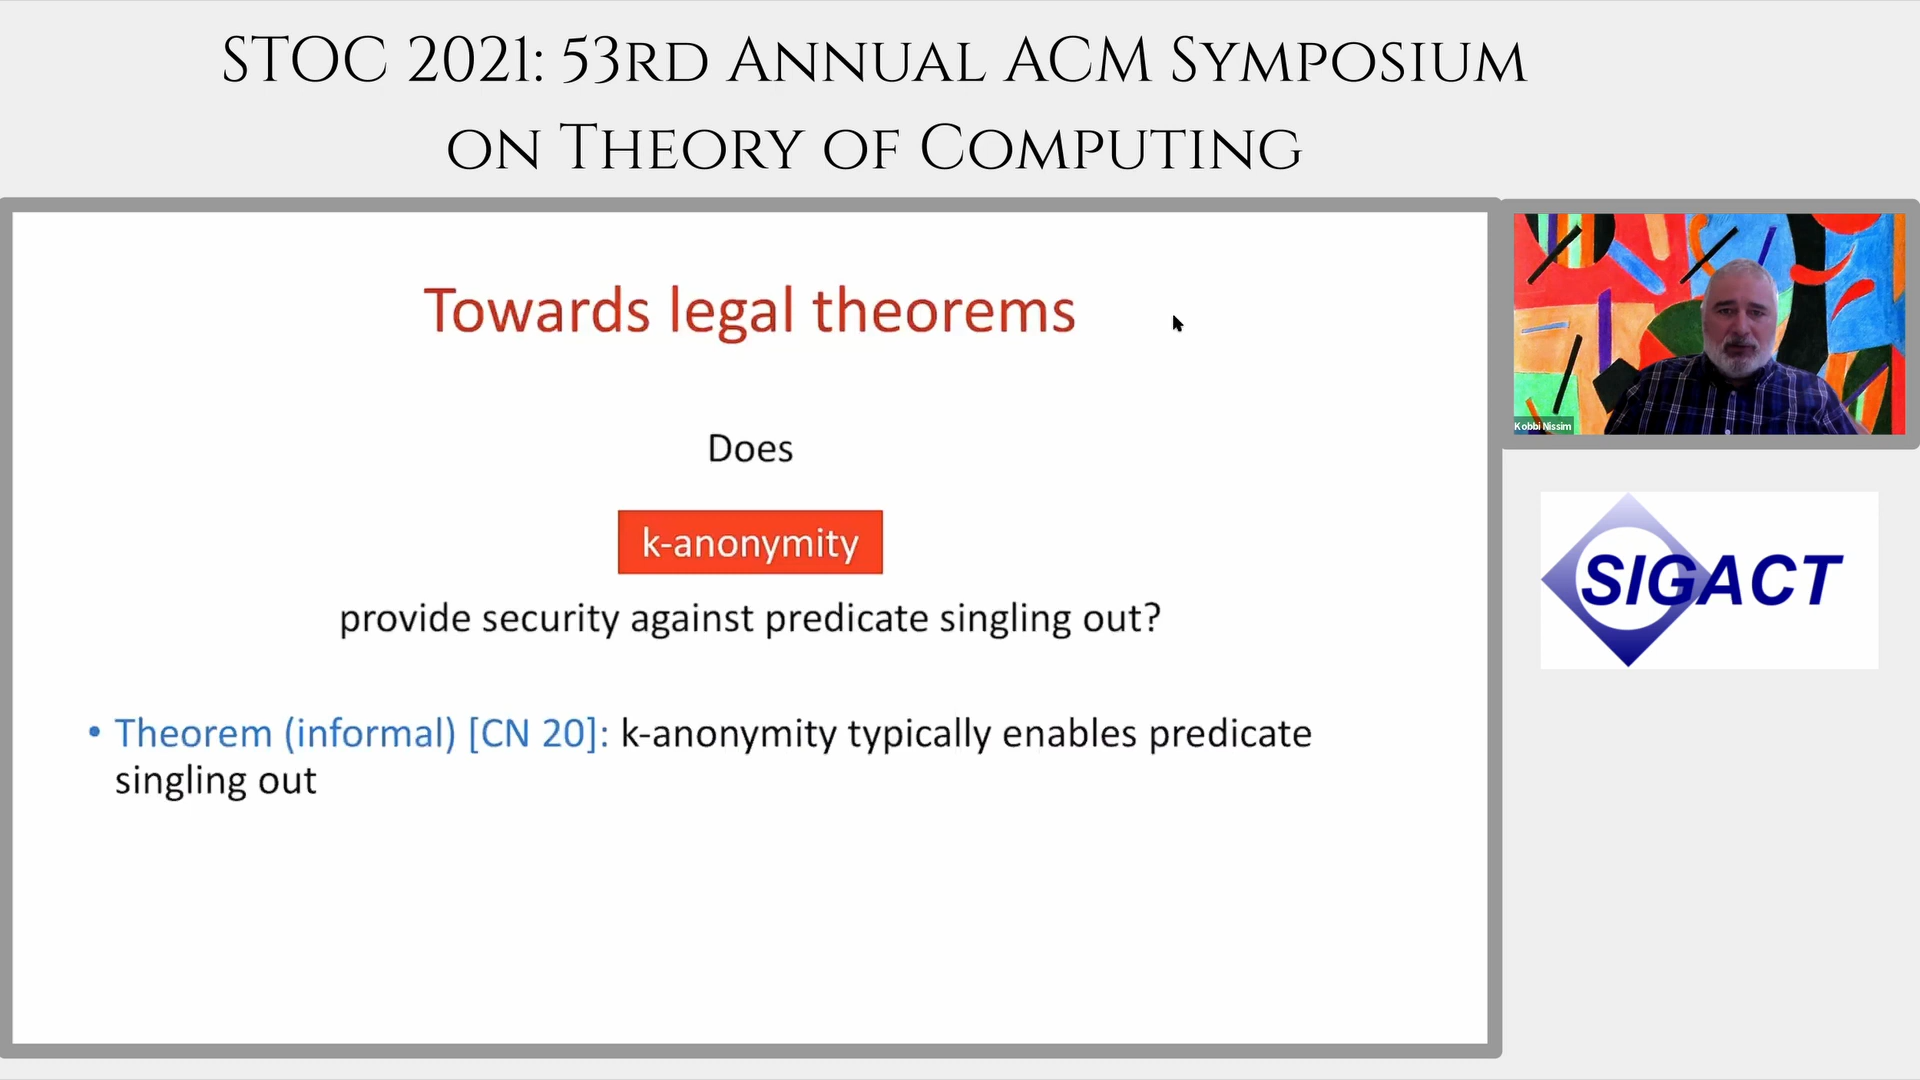 STOC 2021: 53rd Annual ACM Symposium
on Theory of Computing
Towards legal theorems
Does
k-anonymity
provide security against predicate singling out?
• Theorem (informal) [CN 20]: k-anonymity typically enables predicate
singling out
Kobbi Nissim
SIGACT